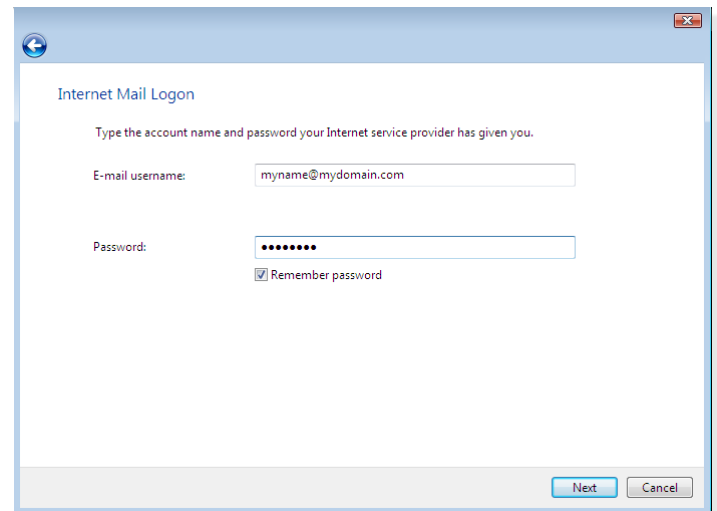 Internet Mail Logon
Type the account name and password your Internet service provider has given you.
E-mail username: myname@mydomain.com
Password: ●●●●●●●●
Remember password
Next Cancel